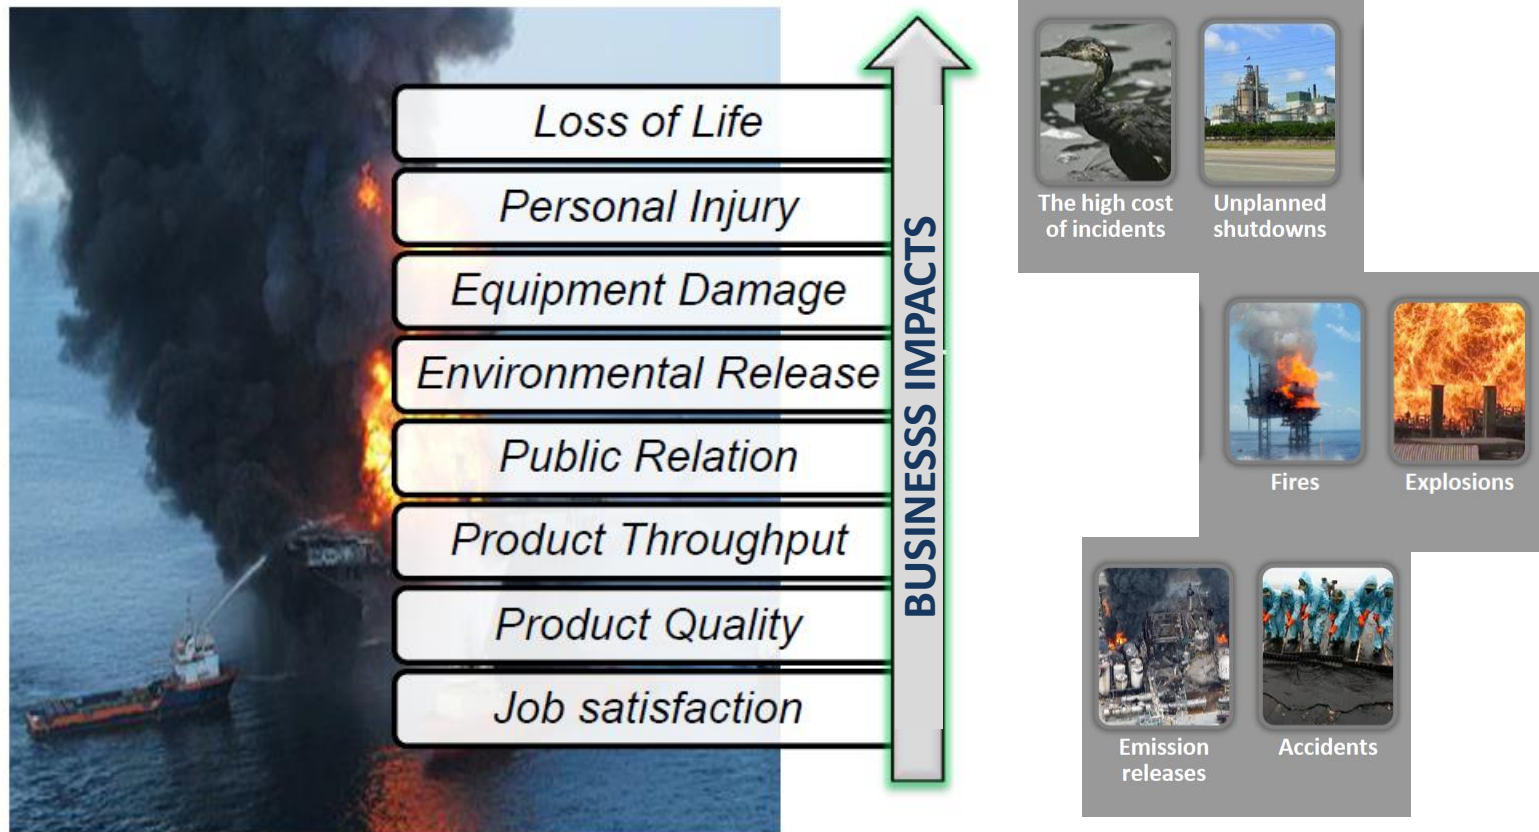 Loss of Life
Personal Injury
Equipment Damage
Environmental Release
Public Relation
Product Throughput
Product Quality
Job satisfaction
BUSINESSS IMPACTS
The high cost
of incidents
Unplanned
shutdowns
Fires
Explosions
Emission
releases
Accidents